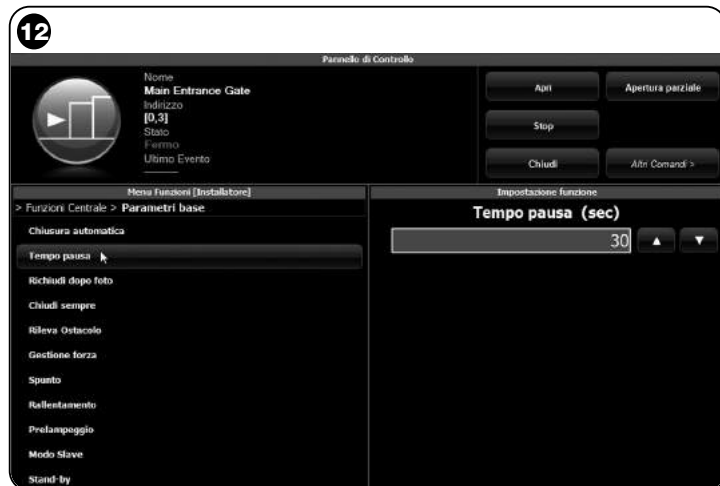 12
Pannello di Controllo
Nome
Main Entrance Gate
Indirizzo
[0,3]
Stato
Fermo
Ultimo Evento
Apri
Apertura parziale
Stop
Chiudi
Altri Comandi >
Menu Funzioni [Installatore]
> Funzioni Centrale > Parametri base
Chiusura automatica
Tempo pausa
Richiudi dopo foto
Chiudi sempre
Rileva Ostacolo
Gestione forza
Spunto
Rallentamento
Prelampeggio
Modo Slave
Stand-by
Impostazione funzione
Tempo pausa (sec)
30